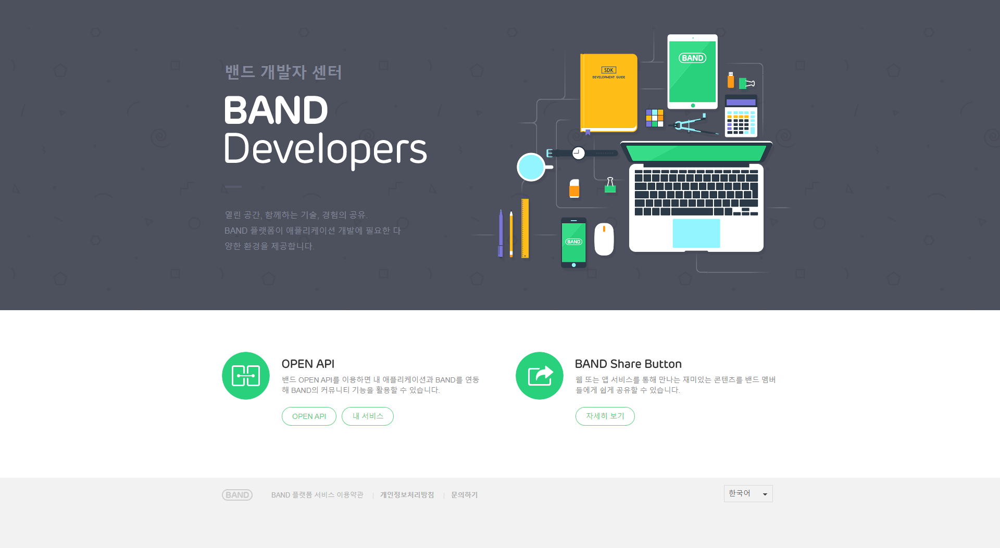 밴드 개발자 센터
BAND
Developers
열린 공간, 함께하는 기술, 경험의 공유.
BAND 플랫폼이 애플리케이션 개발에 필요한 다
양한 환경을 제공합니다.
SDK
DEVELOPMENT GUIDE
BAND
BAND
OPEN API
밴드 OPEN API를 이용하면 내 애플리케이션과 BAND를 연동
해 BAND의 커뮤니티 기능을 활용할 수 있습니다.
OPEN API
내 서비스
BAND Share Button
웹 또는 앱 서비스를 통해 만나는 재미있는 콘텐츠를 밴드 멤버
들에게 쉽게 공유할 수 있습니다.
자세히 보기
BAND
BAND 플랫폼 서비스 이용약관
개인정보처리방침
문의하기
한국어